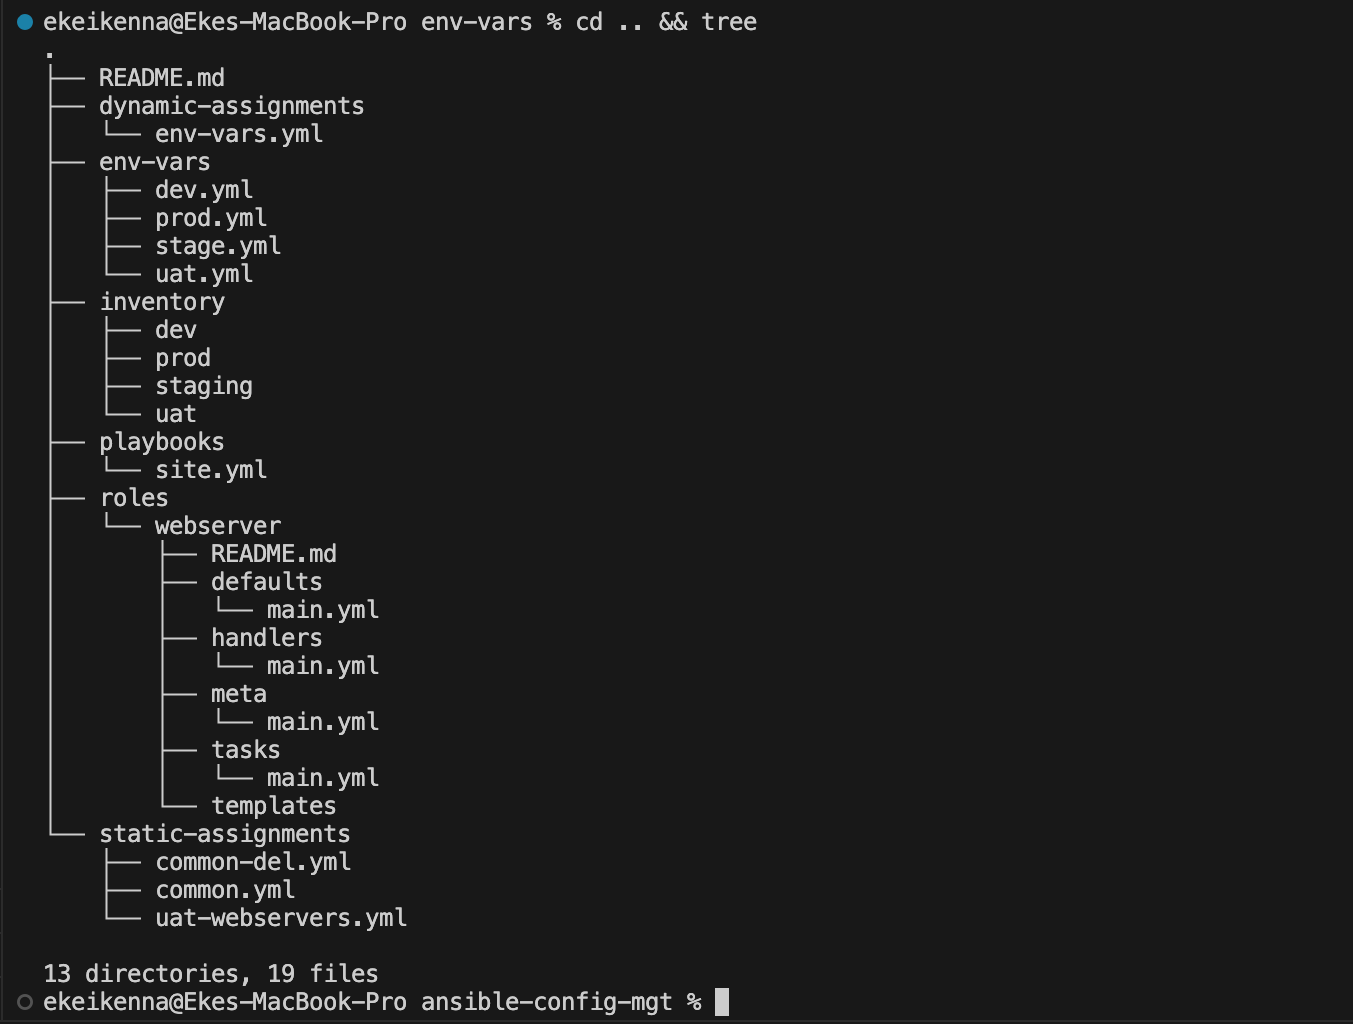 ekeikenna@Ekes-MacBook-Pro env-vars % cd .. && tree
.
├── README.md
├── dynamic-assignments
│   └── env-vars.yml
├── env-vars
│   ├── dev.yml
│   ├── prod.yml
│   ├── stage.yml
│   └── uat.yml
├── inventory
│   ├── dev
│   ├── prod
│   ├── staging
│   └── uat
├── playbooks
│   └── site.yml
├── roles
│   └── webserver
│       ├── README.md
│       ├── defaults
│       │   └── main.yml
│       ├── handlers
│       │   └── main.yml
│       ├── meta
│       │   └── main.yml
│       ├── tasks
│       │   └── main.yml
│       └── templates
└── static-assignments
    ├── common-del.yml
    ├── common.yml
    └── uat-webservers.yml

13 directories, 19 files
ekeikenna@Ekes-MacBook-Pro ansible-config-mgt %